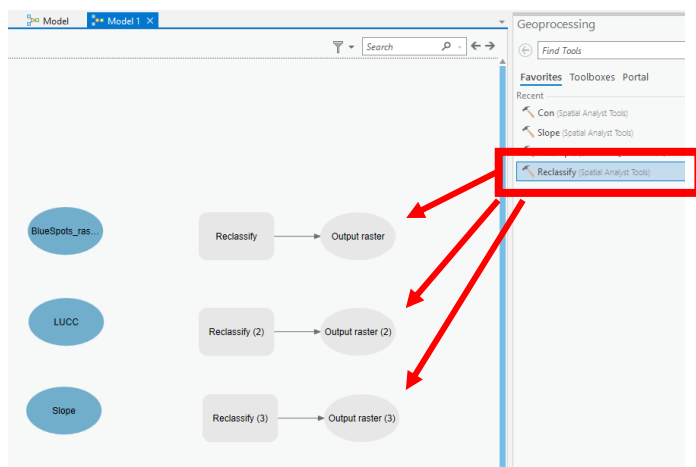 Model
Model 1
Search
Geoprocessing
Find Tools
Favorites Toolboxes Portal
Recent
Con (Spatial Analyst Tools)
Slope (Spatial Analyst Tools)
Reclassify (Spatial Analyst Tools)
BlueSpots_ras...
Reclassify
Output raster
LUCC
Reclassify (2)
Output raster (2)
Slope
Reclassify (3)
Output raster (3)